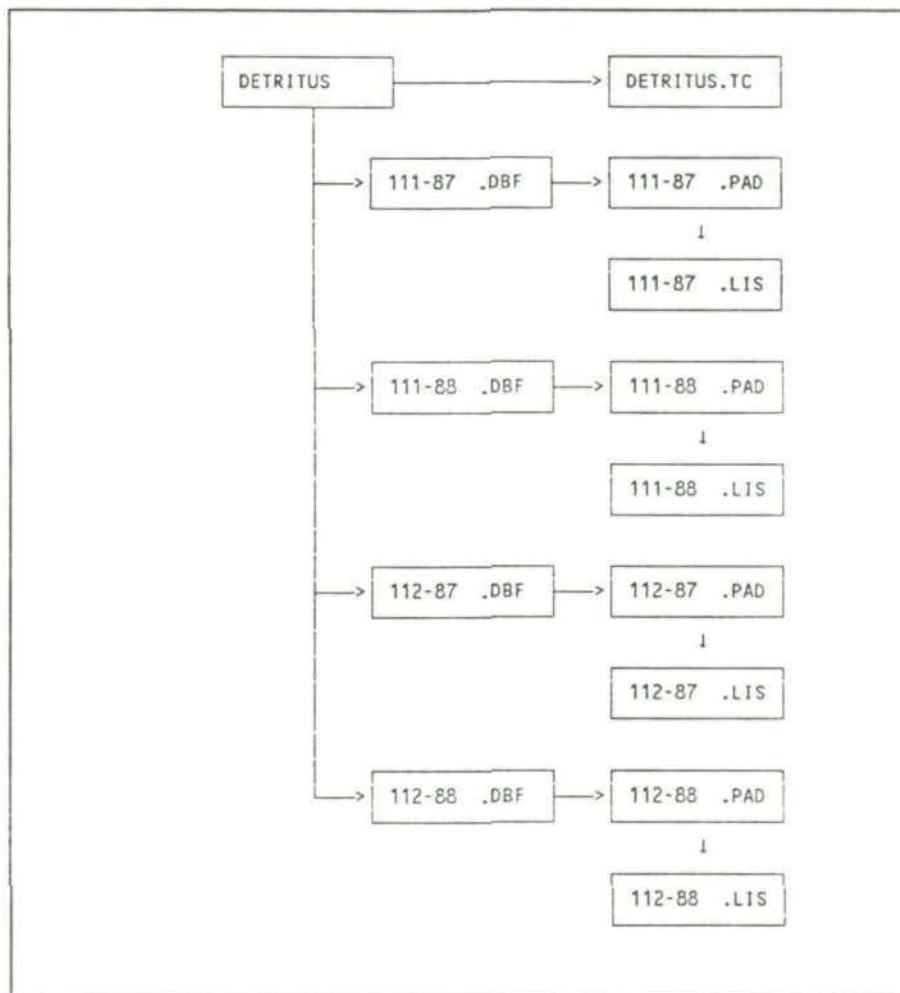 DETRITUS > DETRITUS.TC
> 111-87 .DBF > 111-87 .PAD
↓
111-87 .LIS
> 111-88 .DBF > 111-88 .PAD
↓
111-88 .LIS
> 112-87 .DBF > 112-87 .PAD
↓
112-87 .LIS
> 112-88 .DBF > 112-88 .PAD
↓
112-88 .LIS